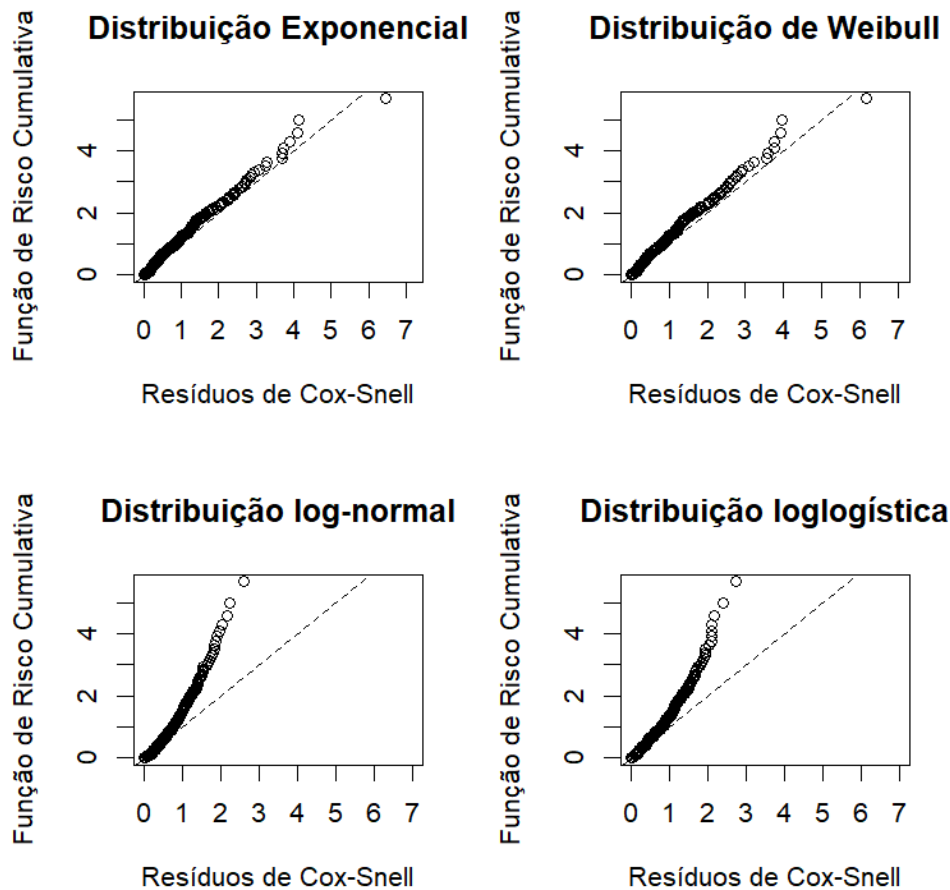 Distribuição Exponencial
Função de Risco Cumulativa
4
2
0
0 1 2 3 4 5 6 7
Resíduos de Cox-Snell
Distribuição de Weibull
Função de Risco Cumulativa
4
2
0
0 1 2 3 4 5 6 7
Resíduos de Cox-Snell
Distribuição log-normal
Função de Risco Cumulativa
4
2
0
0 1 2 3 4 5 6 7
Resíduos de Cox-Snell
Distribuição loglogística
Função de Risco Cumulativa
4
2
0
0 1 2 3 4 5 6 7
Resíduos de Cox-Snell